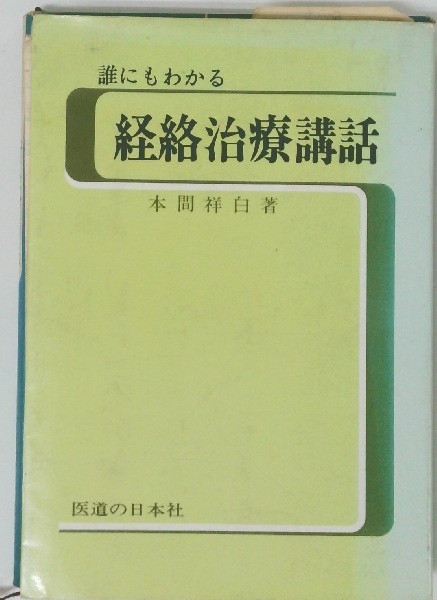 誰にもわかる
経絡治療講話
本間祥白著
医道の日本社